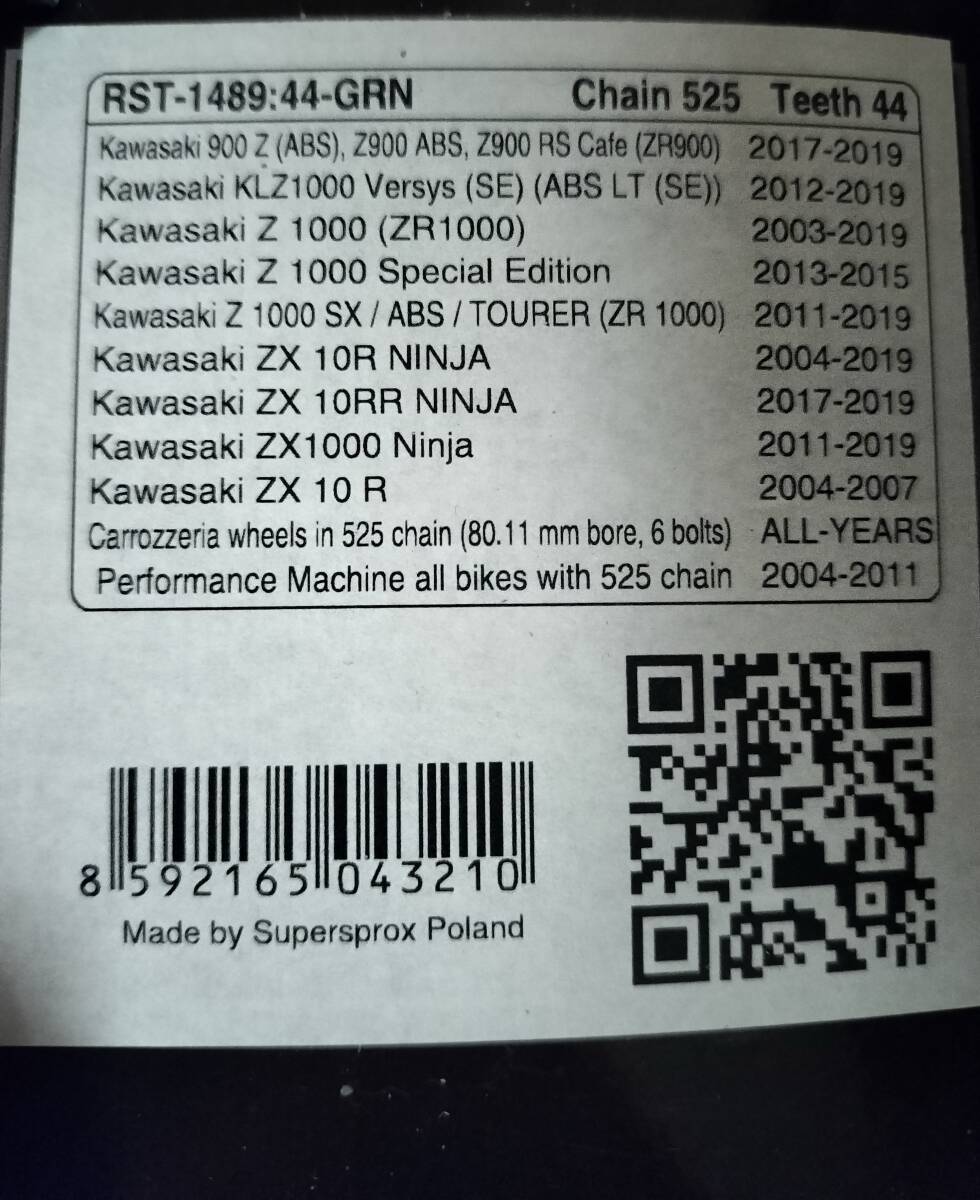 RST-1489:44-GRN Chain 525 Teeth 44
Kawasaki 900 Z (ABS), Z900 ABS, Z900 RS Cafe (ZR900) 2017-2019
Kawasaki KLZ1000 Versys (SE) (ABS LT (SE)) 2012-2019
Kawasaki Z 1000 (ZR1000) 2003-2019
Kawasaki Z 1000 Special Edition 2013-2015
Kawasaki Z 1000 SX / ABS / TOURER (ZR 1000) 2011-2019
Kawasaki ZX 10R NINJA 2004-2019
Kawasaki ZX 10RR NINJA 2017-2019
Kawasaki ZX1000 Ninja 2011-2019
Kawasaki ZX 10 R 2004-2007
Carrozzeria wheels in 525 chain (80.11 mm bore, 6 bolts) ALL-YEARS
Performance Machine all bikes with 525 chain 2004-2011
8 592165 043210
Made by Supersprox Poland